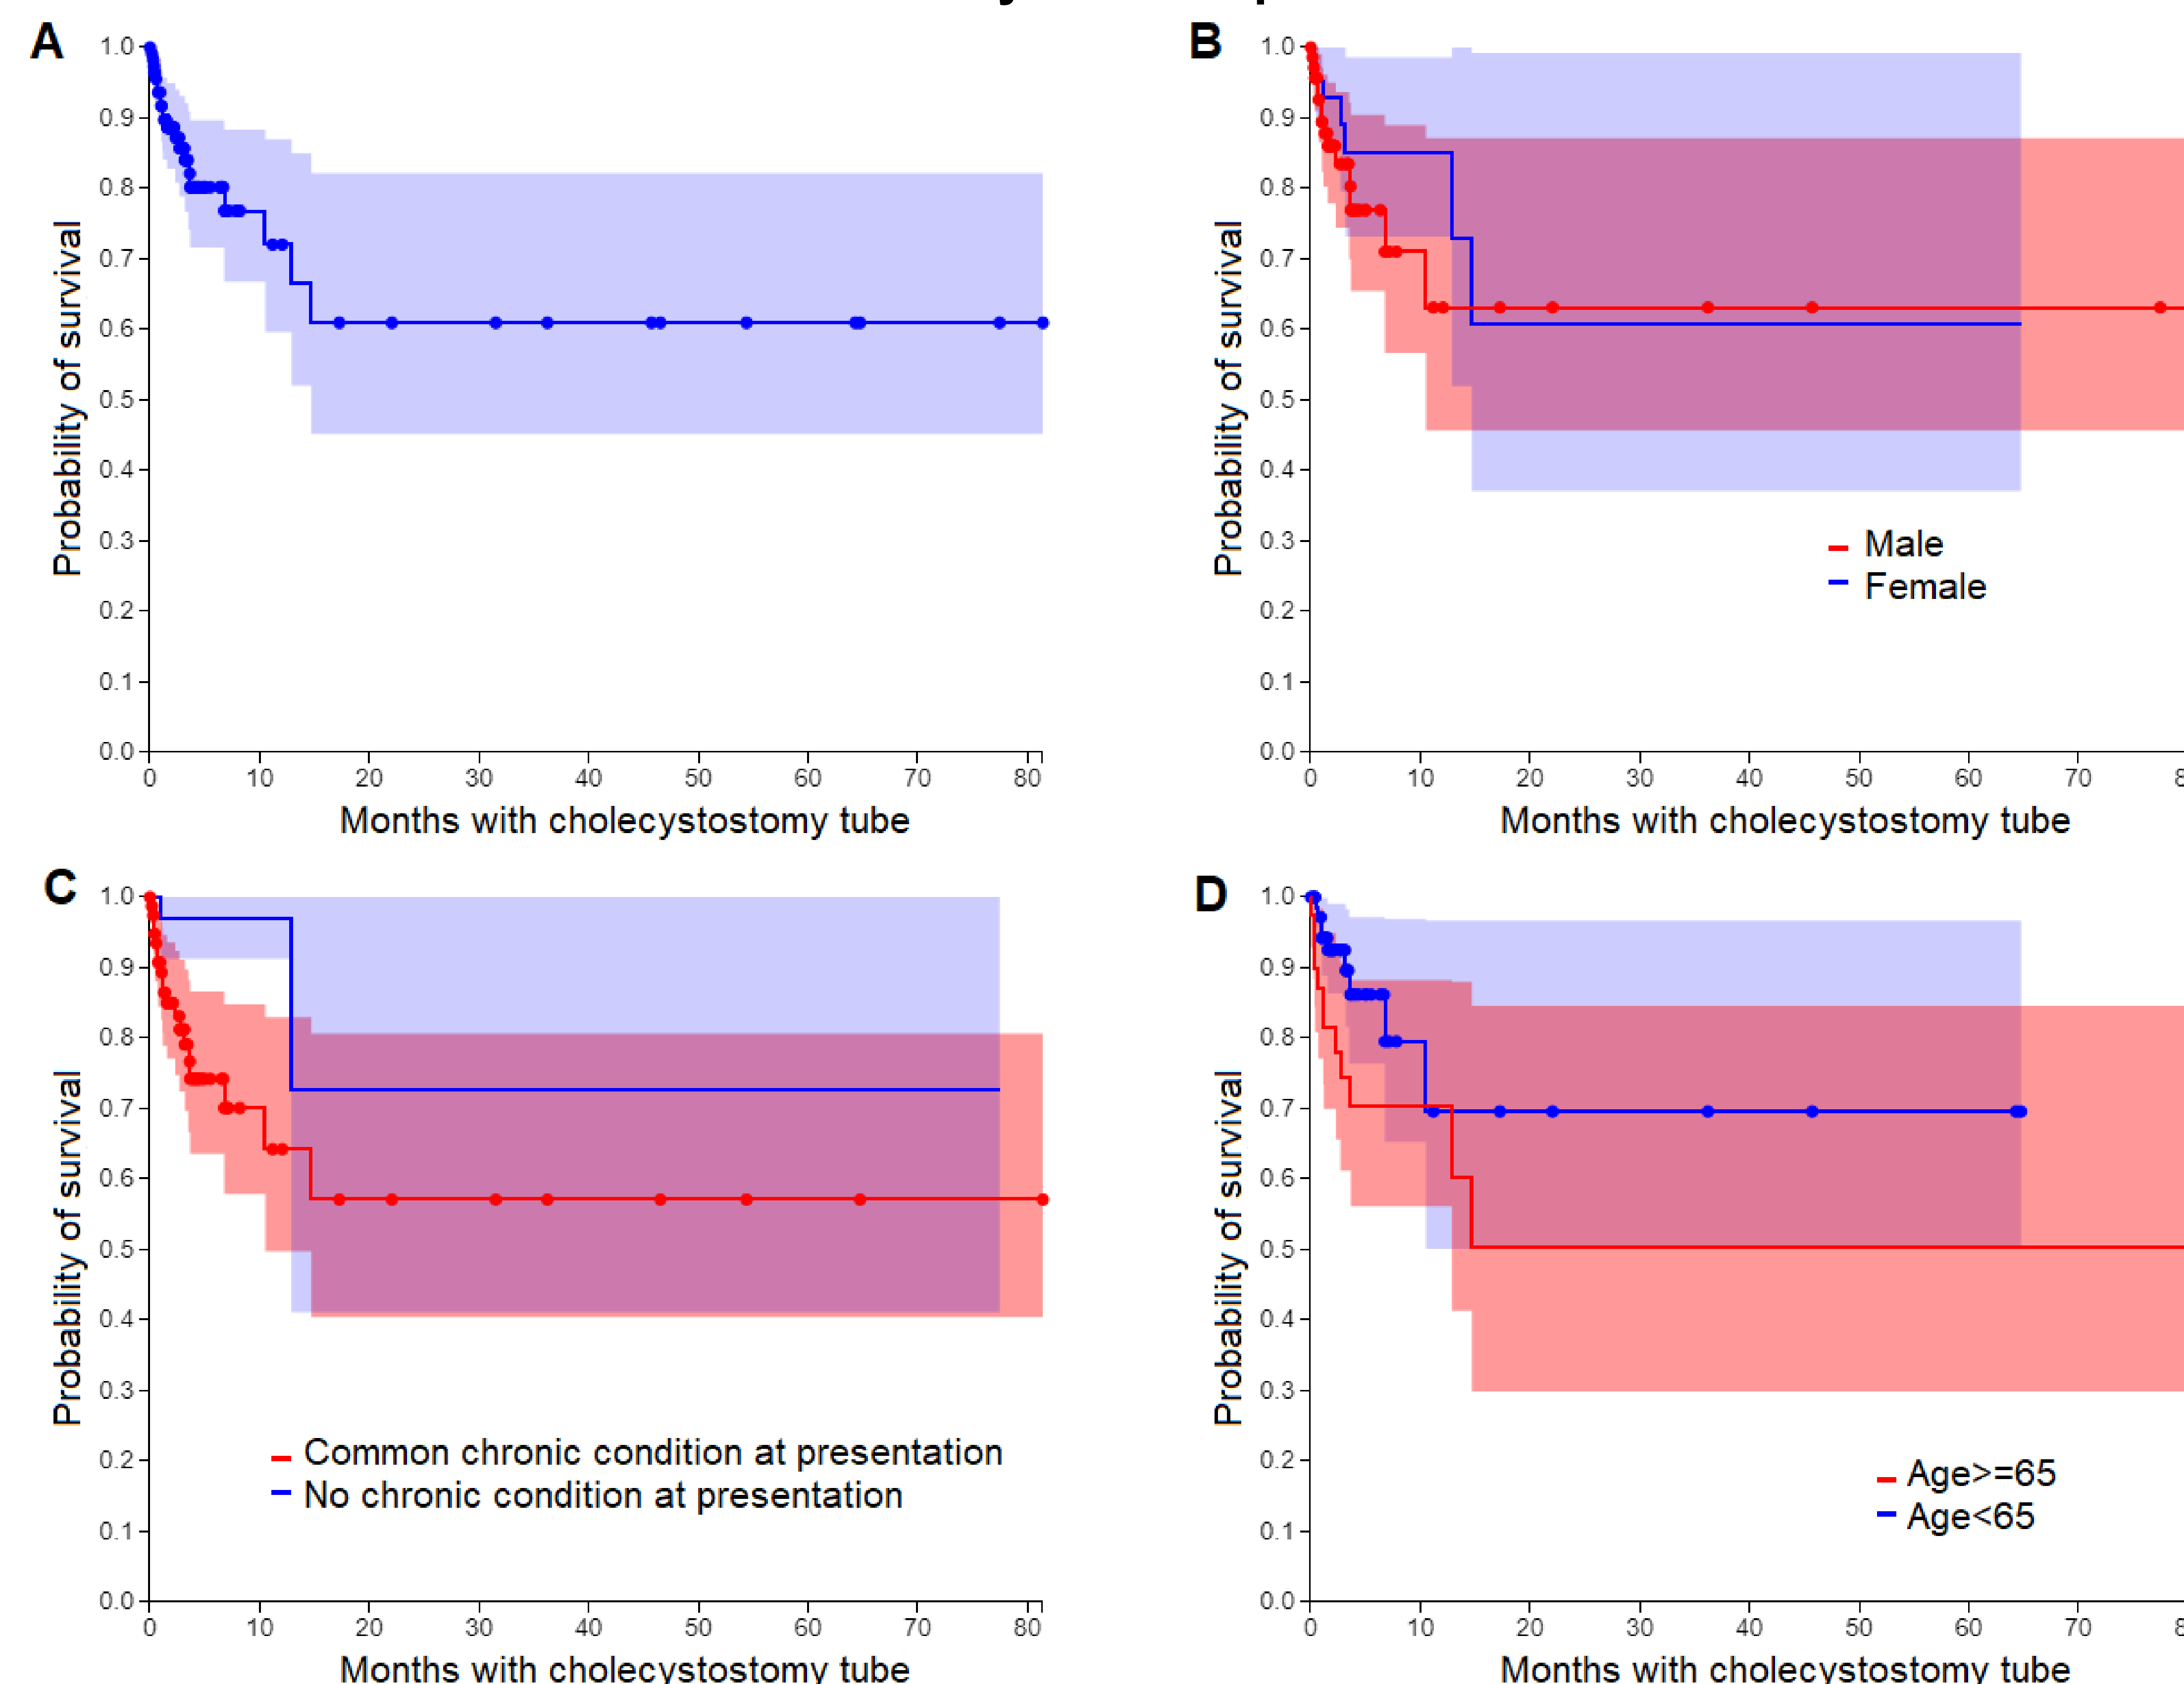 A
1.0
0.9
0.8
0.7
0.6
0.5
0.4
0.3
0.2
0.1
0.0
Probability of survival
0 10 20 30 40 50 60 70 80
Months with cholecystostomy tube
B
1.0
0.9
0.8
0.7
0.6
0.5
0.4
0.3
0.2
0.1
0.0
Probability of survival
Male
Female
0 10 20 30 40 50 60 70
Months with cholecystostomy tube
C
1.0
0.9
0.8
0.7
0.6
0.5
0.4
0.3
0.2
0.1
0.0
Probability of survival
Common chronic condition at presentation
No chronic condition at presentation
0 10 20 30 40 50 60 70 80
Months with cholecystostomy tube
D
1.0
0.9
0.8
0.7
0.6
0.5
0.4
0.3
0.2
0.1
0.0
Probability of survival
Age>=65
Age<65
0 10 20 30 40 50 60 70
Months with cholecystostomy tube